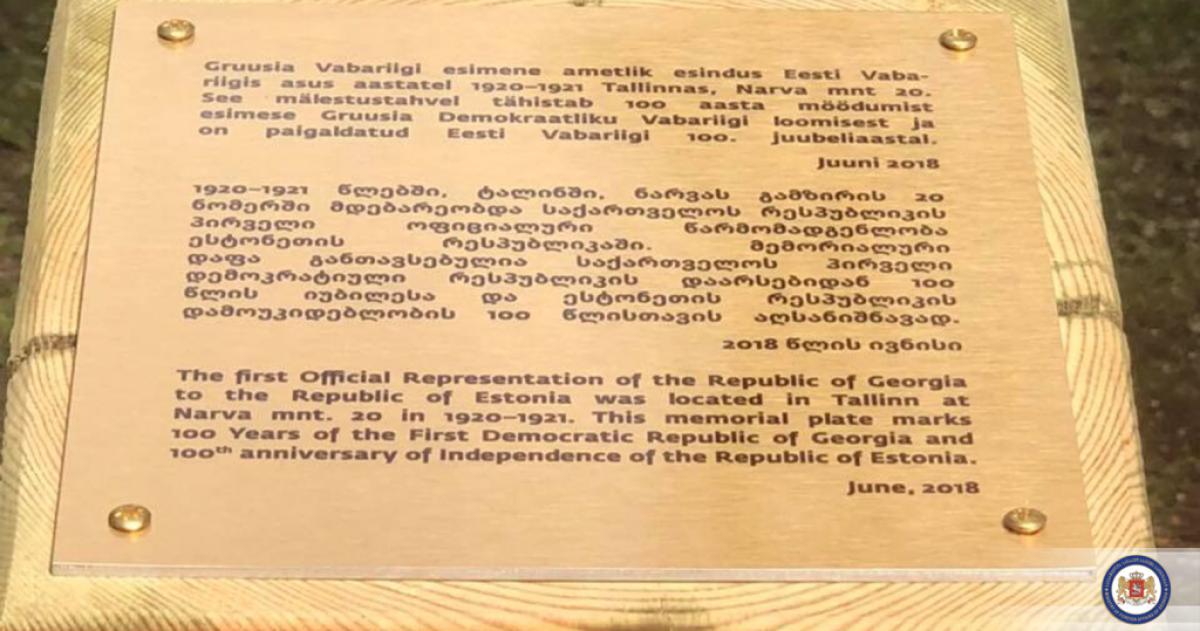 Gruusia Vabariigi esimene ametlik esindus Eesti Vaba-
riigis asus aastatel 1920–1921 Tallinnas, Narva mnt 20.
See mälestustahvel tähistab 100 aasta möödumist
esimese Gruusia Demokraatliku Vabariigi loomisest ja
on paigaldatud Eesti Vabariigi 100. juubeliaastal.
Juuni 2018
1920–1921 წლებში, ტალინში, ნარვას გამზირის 20
ნომერში მდებარეობდა საქართველოს რესპუბლიკის
პირველი ოფიციალური წარმომადგენლობა
ესტონეთის რესპუბლიკაში. მემორიალური
დაფა განთავსებულია საქართველოს პირველი
დემოკრატიული რესპუბლიკის დაარსებიდან 100
წლის იუბილესა და ესტონეთის რესპუბლიკის
დამოუკიდებლობის 100 წლისთავის აღსანიშნავად.
2018 წლის ივნისი
The first Official Representation of the Republic of Georgia
to the Republic of Estonia was located in Tallinn at
Narva mnt. 20 in 1920–1921. This memorial plate marks
100 Years of the First Democratic Republic of Georgia and
100th anniversary of Independence of the Republic of Estonia.
June, 2018